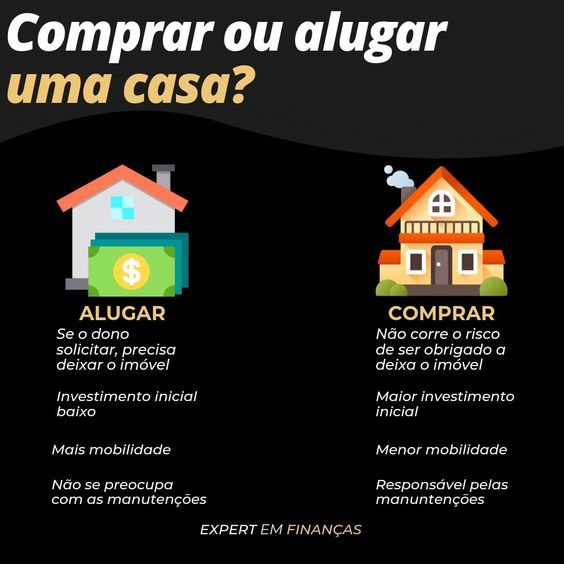 Comprar ou alugar
uma casa?
$
ALUGAR
Se o dono
solicitar, precisa
deixar o imóvel
Investimento inicial
baixo
Mais mobilidade
Não se preocupa
com as manutenções
COMPRAR
Não corre o risco
de ser obrigado a
deixa o imóvel
Maior investimento
inicial
Menor mobilidade
Responsável pelas
manuntenções
EXPERT EM FINANÇAS